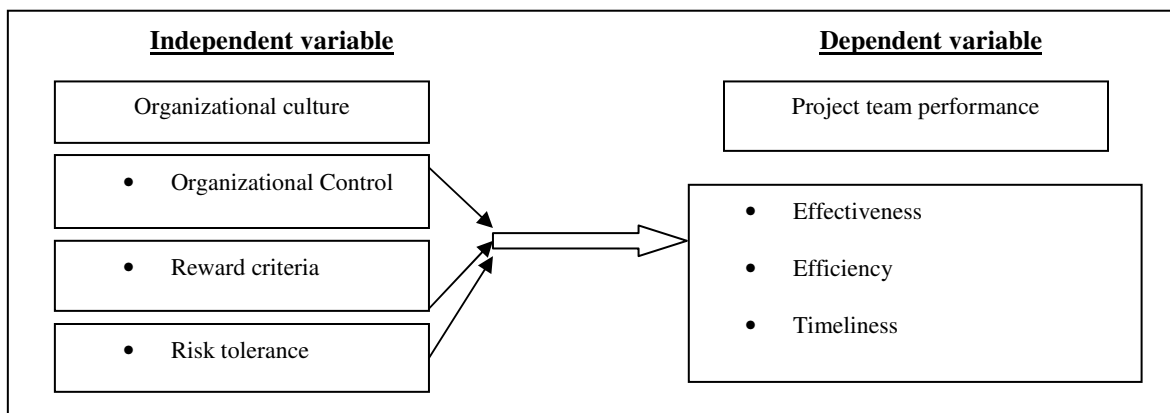 Independent variable
Dependent variable
Organizational culture
Project team performance
• Organizational Control
• Reward criteria
• Risk tolerance
• Effectiveness
• Efficiency
• Timeliness